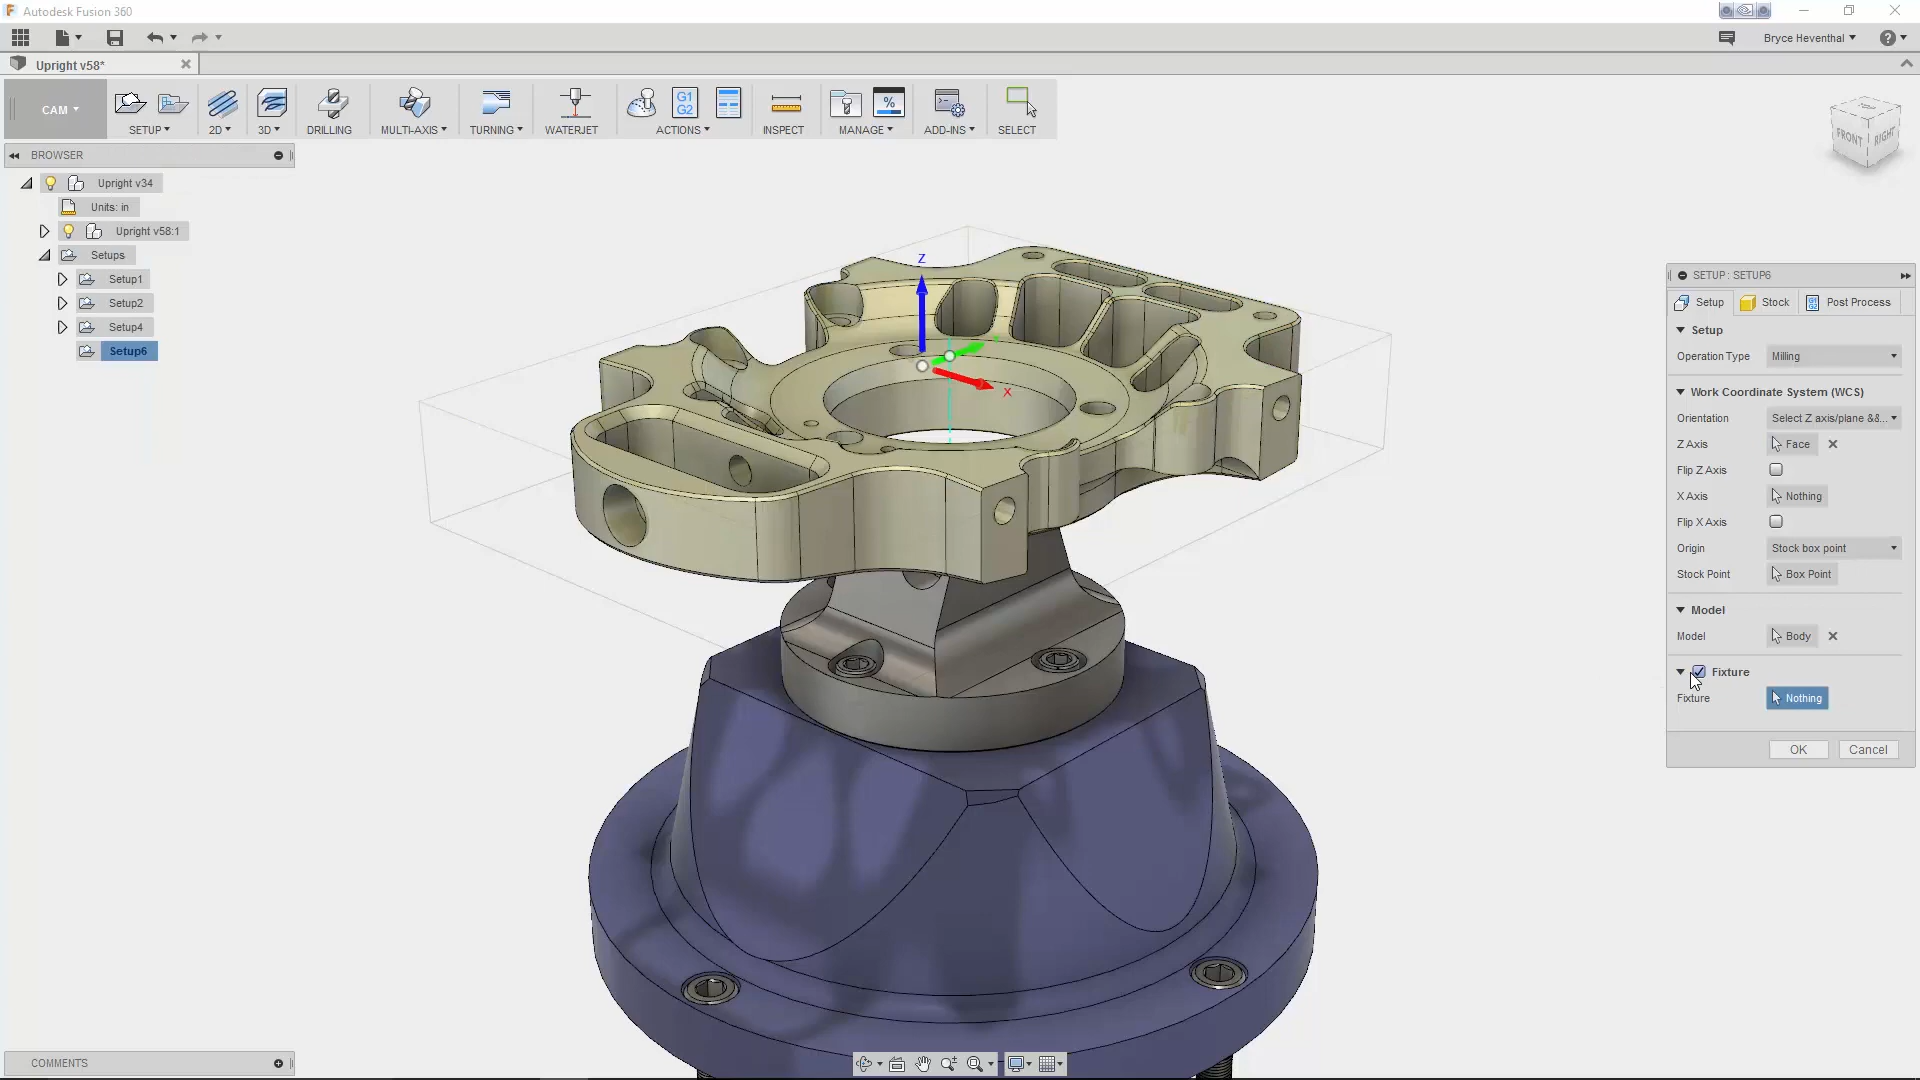 Autodesk Fusion 360
Bryce Heventhal
Upright v58*
CAM
SETUP
2D
3D
DRILLING
MULTI-AXIS
TURNING
WATERJET
G1
G2
ACTIONS
INSPECT
%
MANAGE
ADD-INS
SELECT
BROWSER
Upright v34
Units: in
Upright v58:1
Setups
Setup1
Setup2
Setup4
Setup6
Z
X
FRONT
RIGHT
SETUP : SETUP6
Setup
Stock
G1
G2
Post Process
Setup
Operation Type
Milling
Work Coordinate System (WCS)
Orientation
Select Z axis/plane &&...
Z Axis
Face
Flip Z Axis
X Axis
Nothing
Flip X Axis
Origin
Stock box point
Stock Point
Box Point
Model
Model
Body
Fixture
Fixture
Nothing
OK
Cancel
COMMENTS